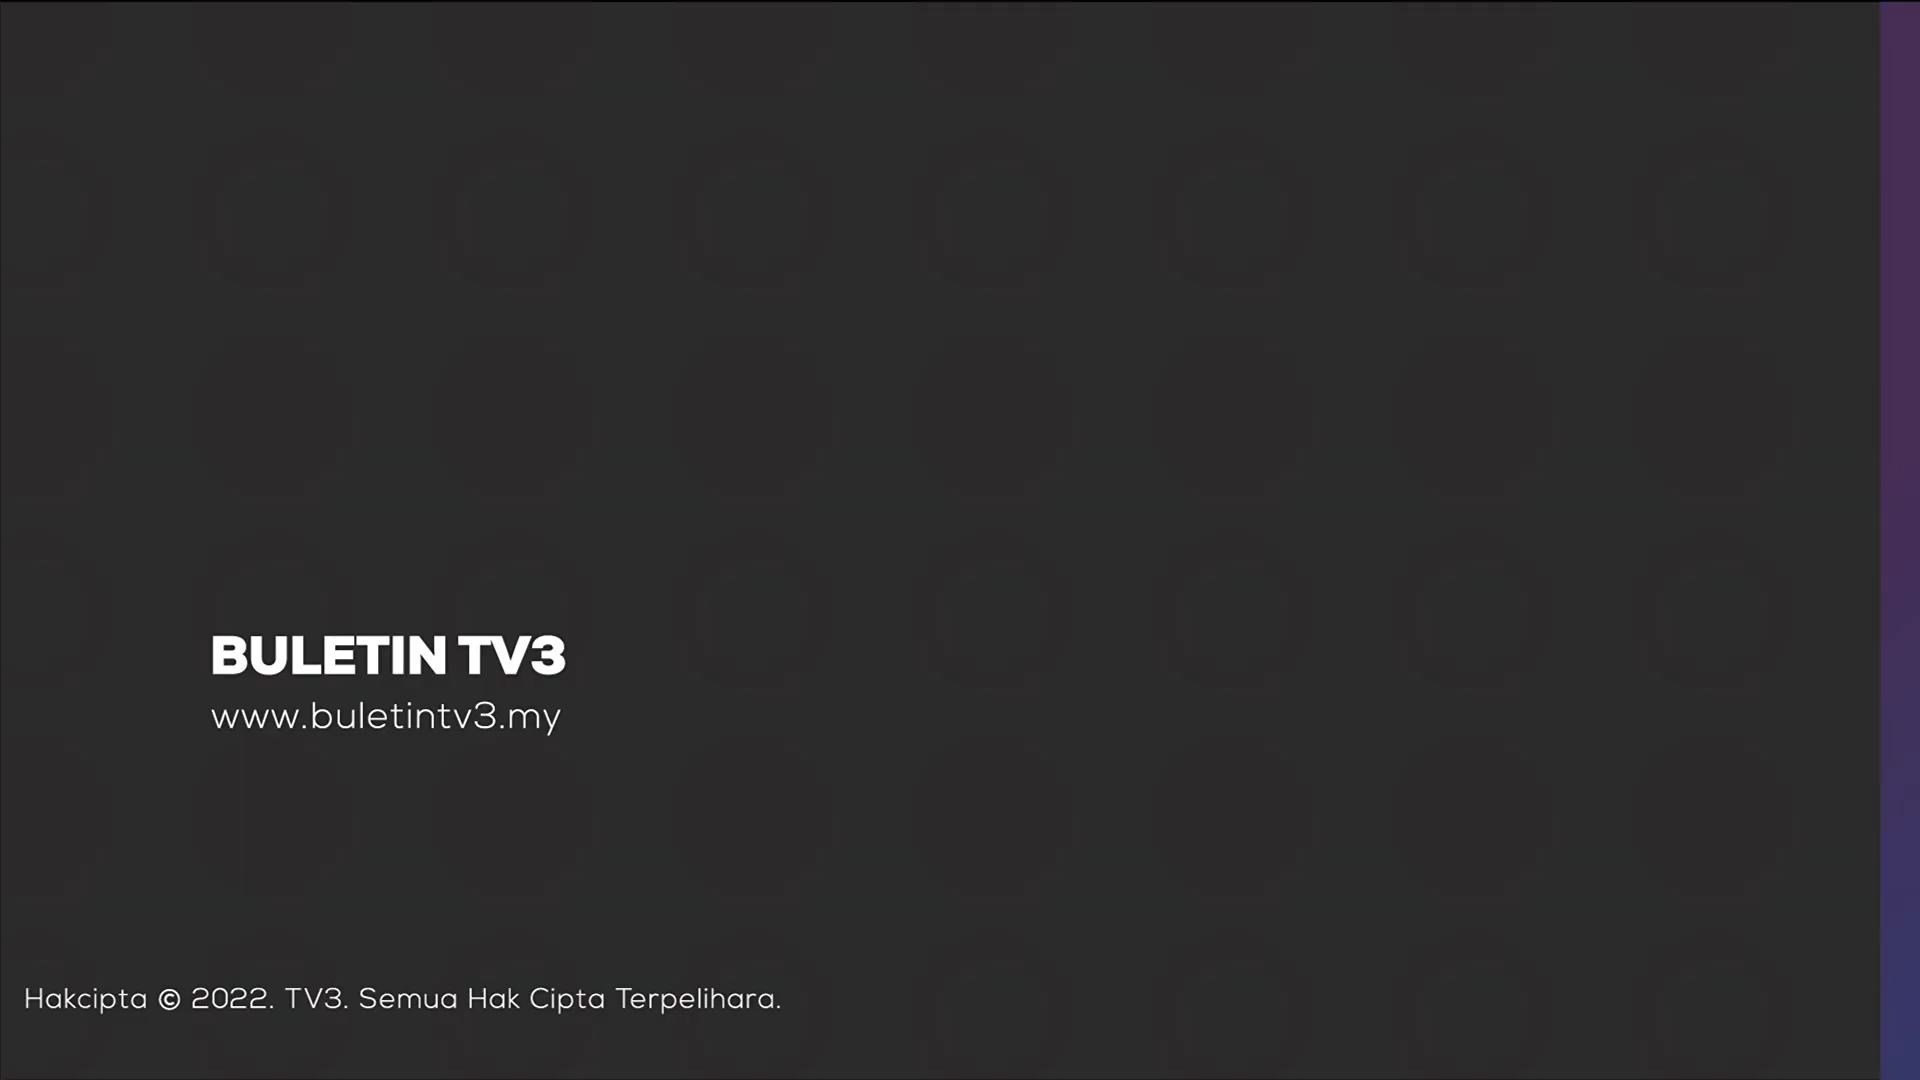 BULETIN TV3
www.buletintv3.my
Hakcipta © 2022. TV3. Semua Hak Cipta Terpelihara.